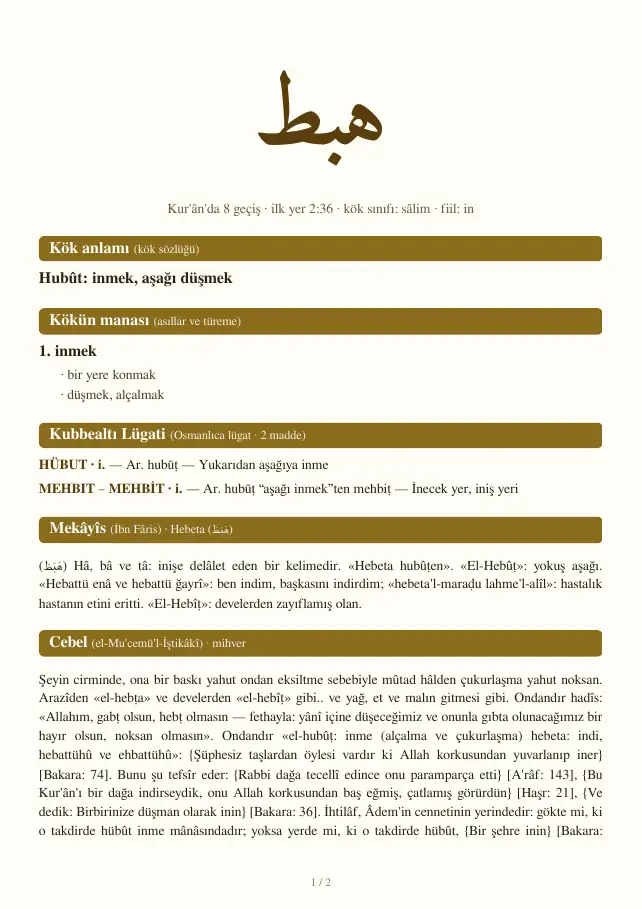 هبط
Kur'ân'da 8 geçiş · ilk yer 2:36 · kök sınıfı: sâlim · fiil: in
Kök anlamı (kök sözlüğü)
Hubût: inmek, aşağı düşmek
Kökün manası (asıllar ve türeme)
1. inmek
· bir yere konmak
· düşmek, alçalmak
Kubbealtı Lügati (Osmanlıca lügat · 2 madde)
HÜBUT · i. — Ar. hubūṭ — Yukarıdan aşağıya inme
MEHBIT – MEHBİT · i. — Ar. hubūṭ “aşağı inmek”ten mehbiṭ — İnecek yer, iniş yeri
Mekâyîs (İbn Fâris) · Hebeta (هَبَطَ)
(هَبَطَ) Hâ, bâ ve tâ: inişe delâlet eden bir kelimedir. «Hebeta hubûṭen». «El-Hebûṭ»: yokuş aşağı.
«Hebattü enâ ve hebattü ğayrî»: ben indim, başkasını indirdim; «hebeta'l-maraḍu lahme'l-alîl»: hastalık
hastanın etini eritti. «El-Hebîṭ»: develerden zayıflamış olan.
Cebel (el-Mu'cemü'l-İştikâkî) · mihver
Şeyin cirminde, ona bir baskı yahut ondan eksiltme sebebiyle mûtad hâlden çukurlaşma yahut noksan.
Arazîden «el-hebṭa» ve develerden «el-hebîṭ» gibi.. ve yağ, et ve malın gitmesi gibi. Ondandır hadîs:
«Allahım, gabṭ olsun, hebṭ olmasın — fethayla: yânî içine düşeceğimiz ve onunla gıbta olunacağımız bir
hayır olsun, noksan olmasın». Ondandır «el-hubûṭ: inme (alçalma ve çukurlaşma) hebeta: indi,
hebattühû ve ehbattühû»: {Şüphesiz taşlardan öylesi vardır ki Allah korkusundan yuvarlanıp iner}
[Bakara: 74]. Bunu şu tefsîr eder: {Rabbi dağa tecellî edince onu paramparça etti} [A'râf: 143], {Bu
Kur'ân'ı bir dağa indirseydik, onu Allah korkusundan baş eğmiş, çatlamış görürdün} [Haşr: 21], {Ve
dedik: Birbirinize düşman olarak inin} [Bakara: 36]. İhtilâf, Âdem'in cennetinin yerindedir: gökte mi, ki
o takdirde hübût inme mânâsındadır; yoksa yerde mi, ki o takdirde hübût, {Bir şehre inin} [Bakara:
1 / 2